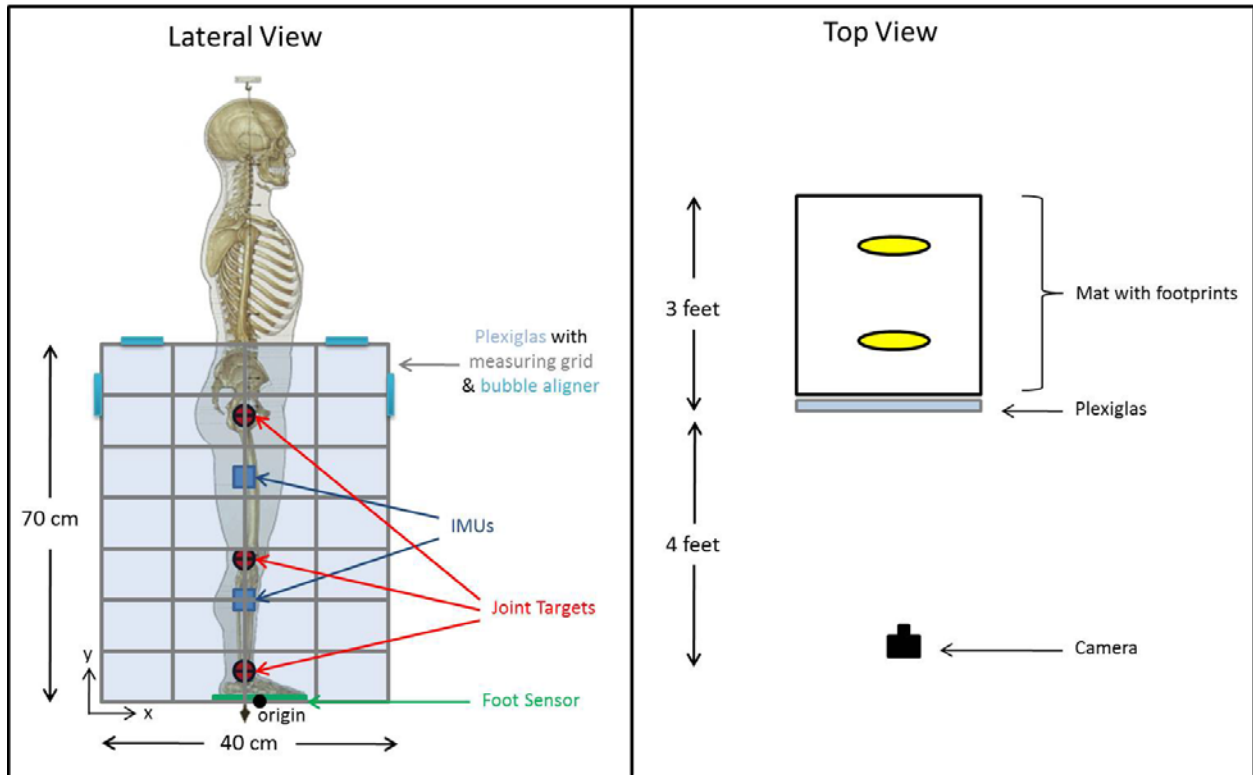 Lateral View
Plexiglas with
measuring grid
& bubble aligner
70 cm
IMUs
Joint Targets
y
x
Foot Sensor
origin
40 cm
Top View
3 feet
Mat with footprints
Plexiglas
4 feet
Camera